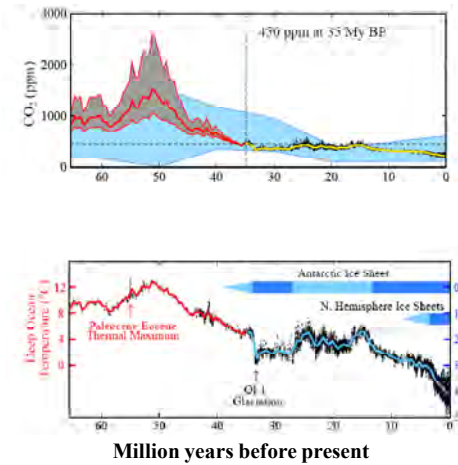 4000
3000
2000
1000
0
CO₂ (ppm)
450 ppm at 35 My BP
60 50 40 30 20 10 0
12
8
4
0
Deep Ocean
Temperature (°C)
Antarctic Ice Sheet
N. Hemisphere Ice Sheets
Paleocene Eocene
Thermal Maximum
Glaciation
60 50 40 30 20 10 0
Million years before present